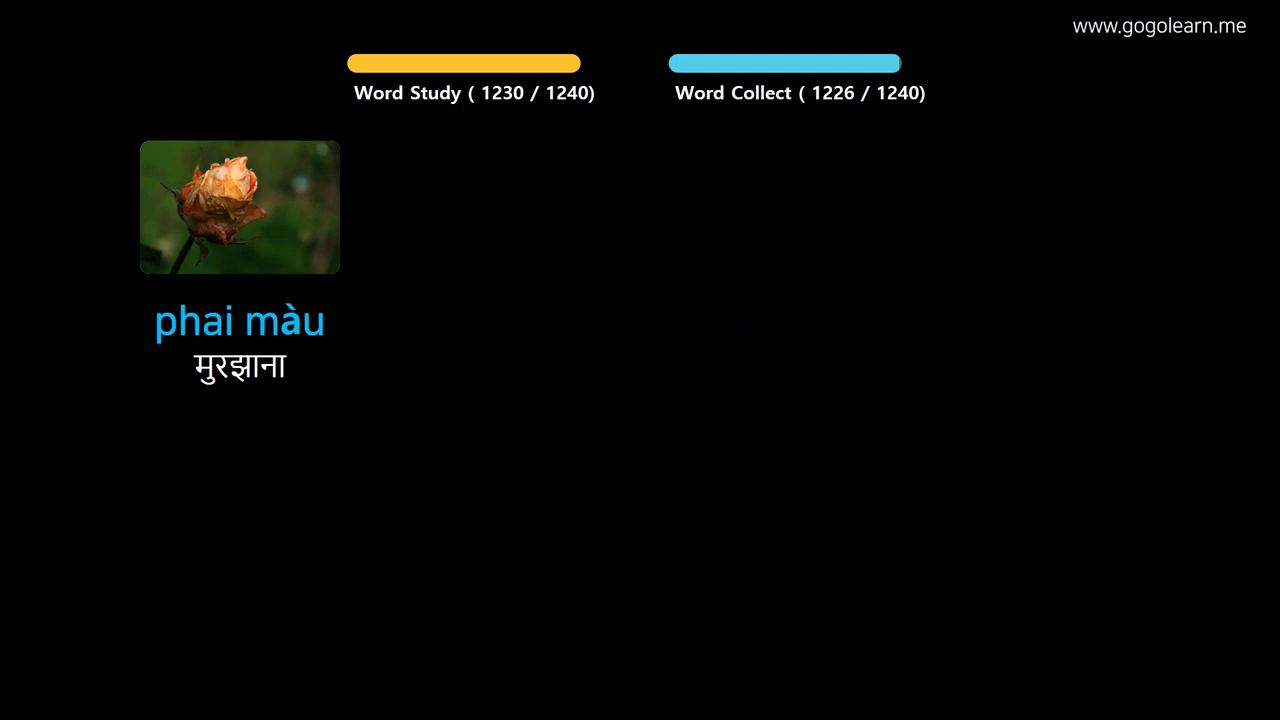 www.gogolearn.me
Word Study ( 1230 / 1240)
Word Collect ( 1226 / 1240)
phai màu
मुरझाना